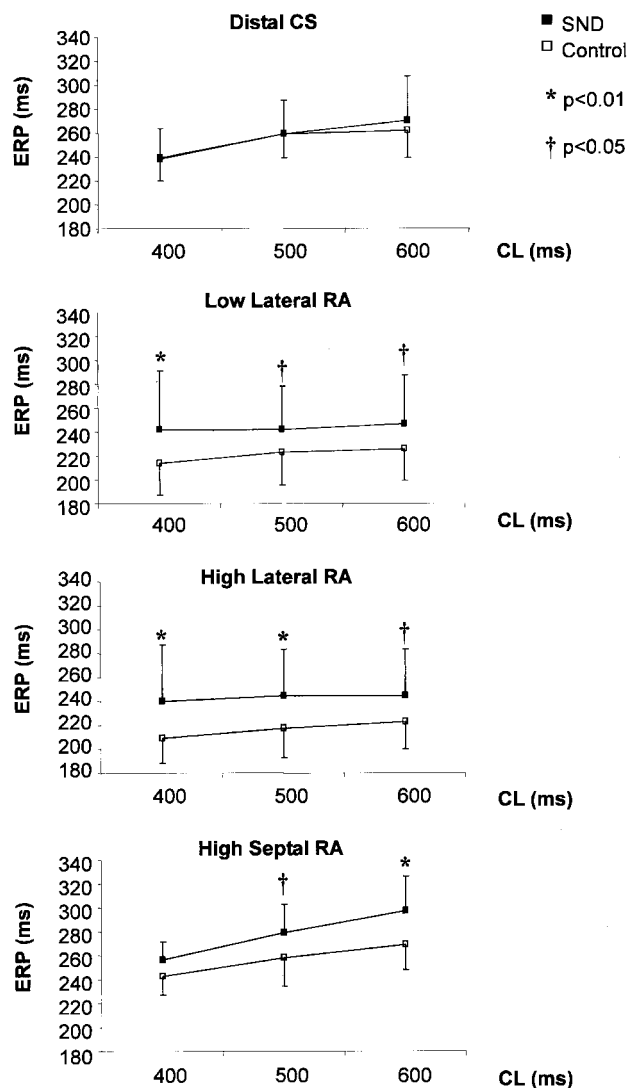 Distal CS
■ SND
□ Control
* p<0.01
† p<0.05
ERP (ms)
340
320
300
280
260
240
220
200
180
400 500 600 CL (ms)
Low Lateral RA
ERP (ms)
340
320
300
280
260
240
220
200
180
* † †
400 500 600 CL (ms)
High Lateral RA
ERP (ms)
340
320
300
280
260
240
220
200
180
* * †
400 500 600 CL (ms)
High Septal RA
ERP (ms)
340
320
300
280
260
240
220
200
180
† *
400 500 600 CL (ms)